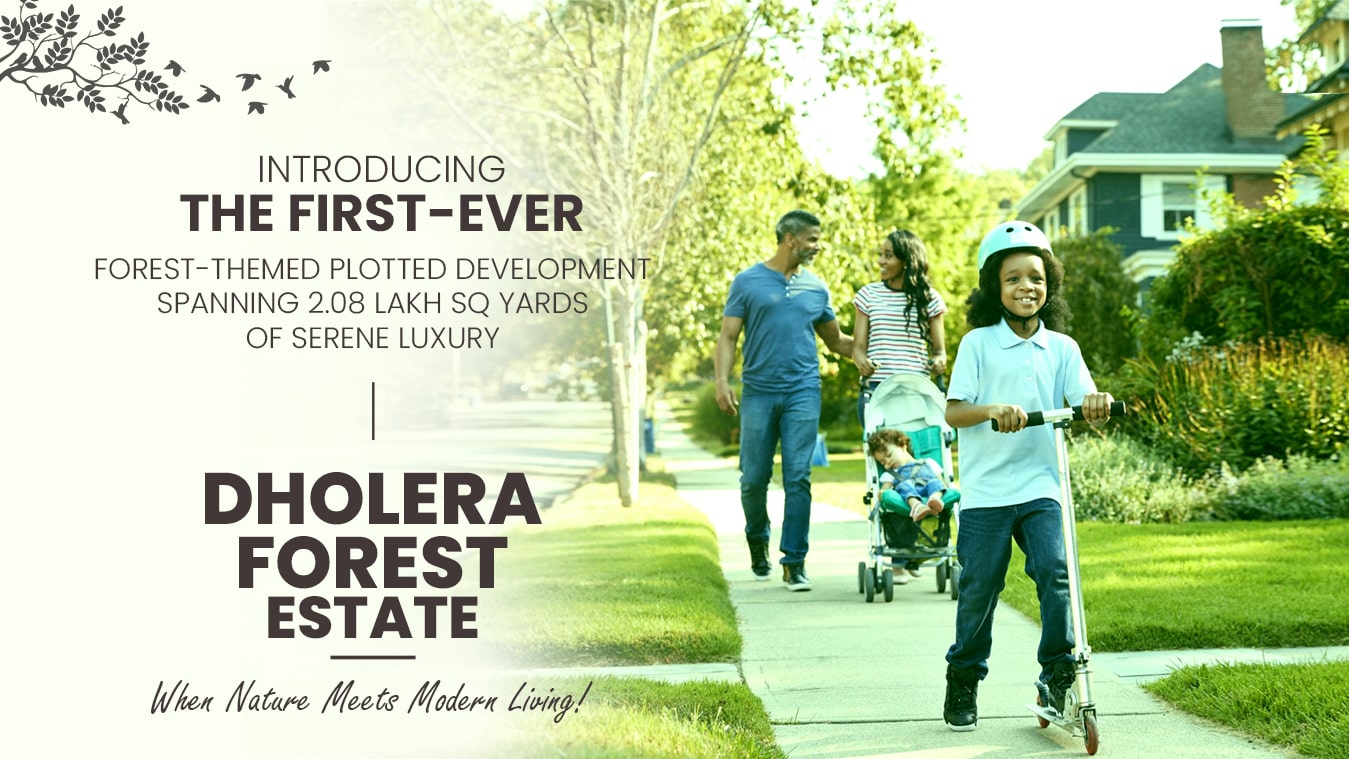 INTRODUCING
THE FIRST-EVER
FOREST-THEMED PLOTTED DEVELOPMENT
SPANNING 2.08 LAKH SQ YARDS
OF SERENE LUXURY
DHOLERA
FOREST
ESTATE
When Nature Meets Modern Living!